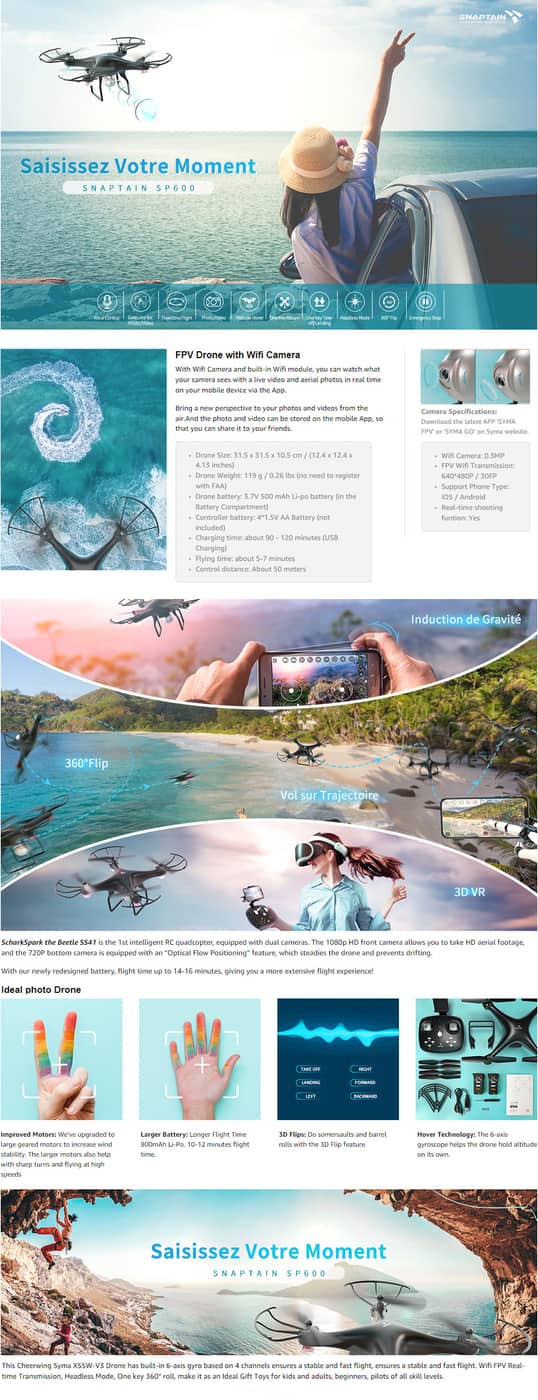 SNAPTAIN
Saisissez Votre Moment
SNAPTAIN SP600
Voice Control
Gestures for
Photo/Video
Trajectory Flight
Photo/Video
Altitude Hover
One Key Return
One Key Take
off/Landing
Headless Mode
360° Flip
Emergency Stop
FPV Drone with Wifi Camera
With Wifi Camera and built-in Wifi module, you can watch what
your camera sees with a live video and aerial photos in real time
on your mobile device via the App.
Bring a new perspective to your photos and videos from the
air.And the photo and video can be stored on the mobile App, so
that you can share it to your friends.
• Drone Size: 31.5 x 31.5 x 10.5 cm / (12.4 x 12.4 x
4.13 inches)
• Drone Weight: 119 g / 0.26 lbs (no need to register
with FAA)
• Drone battery: 3.7V 500 mAh Li-po battery (in the
Battery Compartment)
• Controller battery: 4*1.5V AA Battery (not
included)
• Charging time: about 90 - 120 minutes (USB
Charging)
• Flying time: about 5-7 minutes
• Control distance: About 50 meters
Camera Specifications:
Download the latest APP 'SYMA
FPV' or 'SYMA GO' on Syma website.
• Wifi Camera: 0.3MP
• FPV Wifi Transmission:
640*480P / 30FP
• Support Phone Type:
iOS / Android
• Real-time shooting
funtion: Yes
Induction de Gravité
360°Flip
Vol sur Trajectoire
3D VR
ScharkSpark the Beetle SS41 is the 1st intelligent RC quadcopter, equipped with dual cameras. The 1080p HD front camera allows you to take HD aerial footage,
and the 720P bottom camera is equipped with an "Optical Flow Positioning" feature, which steadies the drone and prevents drifting.
With our newly redesigned battery, flight time up to 14-16 minutes, giving you a more extensive flight experience!
Ideal photo Drone
TAKE OFF
RIGHT
LANDING
FORWARD
LEFT
BACKWARD
Improved Motors: We've upgraded to
large geared motors to increase wind
stability. The larger motors also help
with sharp turns and flying at high
speeds
Larger Battery: Longer Flight Time
800mAh Li-Po. 10-12 minutes flight
time.
3D Flips: Do somersaults and barrel
rolls with the 3D Flip feature.
Hover Technology: The 6-axis
gyroscope helps the drone hold altitude
on its own.
Saisissez Votre Moment
SNAPTAIN SP600
This Cheerwing Syma X5SW-V3 Drone has built-in 6-axis gyro based on 4 channels ensures a stable and fast flight, ensures a stable and fast flight. Wifi FPV Real-
time Transmission, Headless Mode, One key 360° roll, make it as an Ideal Gift Toys for kids and adults, beginners, pilots of all skill levels.